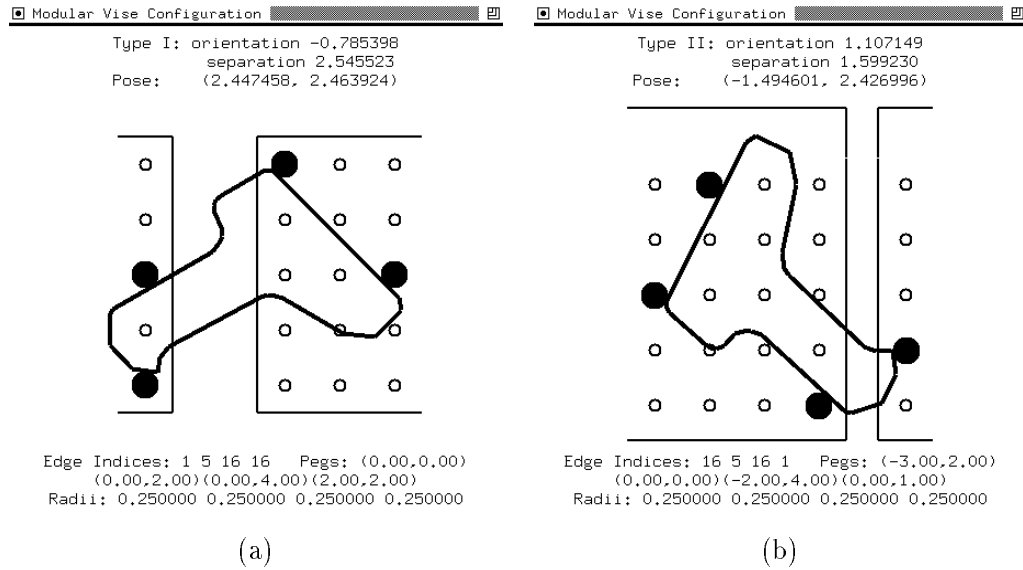 Modular Vise Configuration
Type I: orientation -0.785398
separation 2.545523
Pose: (2.447458, 2.463924)
Edge Indices: 1 5 16 16 Pegs: (0.00,0.00)
(0.00,2.00)(0.00,4.00)(2.00,2.00)
Radii: 0.250000 0.250000 0.250000 0.250000
(a)
Modular Vise Configuration
Type II: orientation 1.107149
separation 1.599230
Pose: (-1.494601, 2.426996)
Edge Indices: 16 5 16 1 Pegs: (-3.00,2.00)
(0.00,0.00)(-2.00,4.00)(0.00,1.00)
Radii: 0.250000 0.250000 0.250000 0.250000
(b)